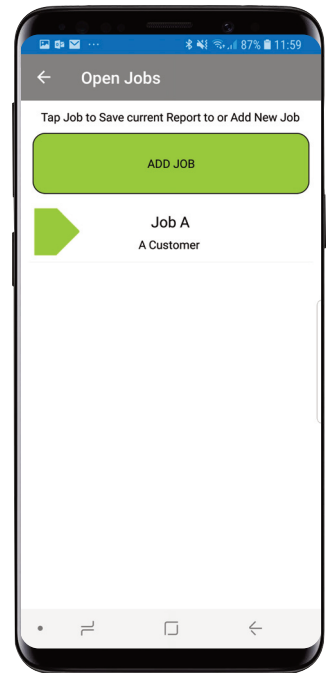 87% 11:59
Open Jobs
Tap Job to Save current Report to or Add New Job
ADD JOB
Job A
A Customer